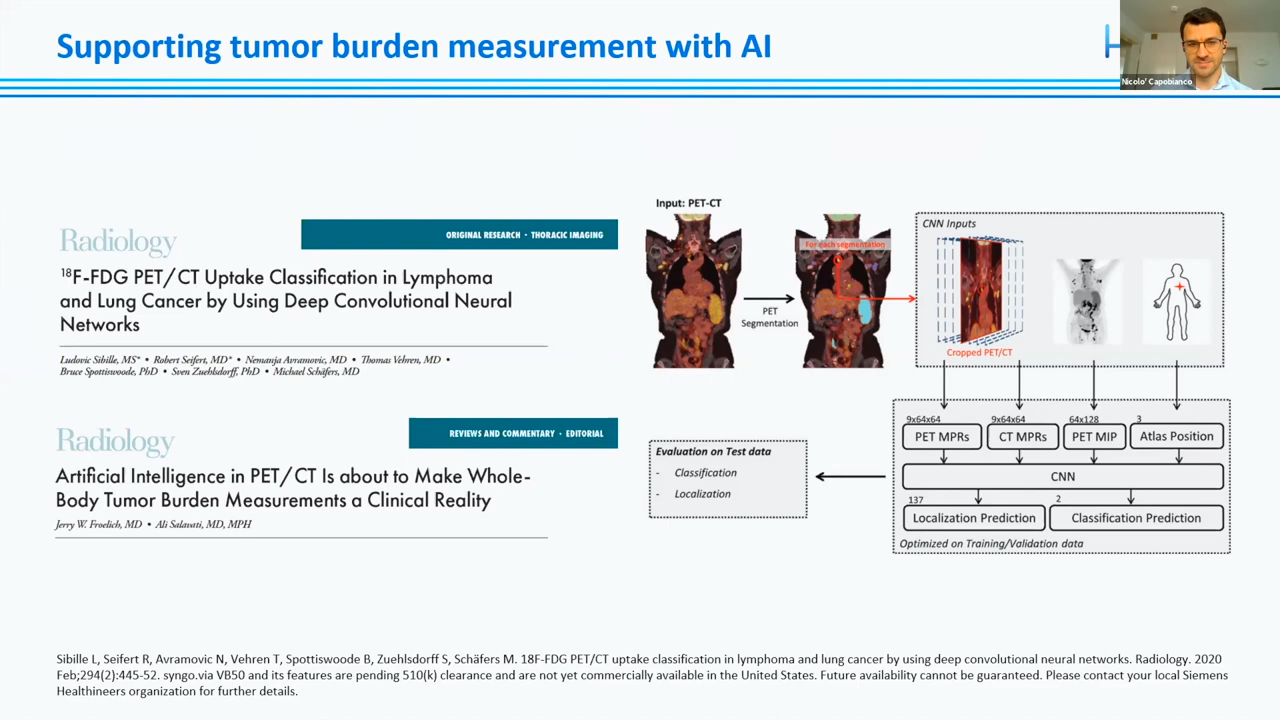 Supporting tumor burden measurement with AI
H
Nicolo' Capobianco
Radiology
ORIGINAL RESEARCH • THORACIC IMAGING
18F-FDG PET/CT Uptake Classification in Lymphoma
and Lung Cancer by Using Deep Convolutional Neural
Networks
Ludovic Sibille, MS* • Robert Seifert, MD* • Nemanja Avramovic, MD • Thomas Vehren, MD •
Bruce Spottiswoode, PhD • Sven Zuehlsdorff, PhD • Michael Schäfers, MD
Radiology
REVIEWS AND COMMENTARY • EDITORIAL
Artificial Intelligence in PET/CT Is about to Make Whole-
Body Tumor Burden Measurements a Clinical Reality
Jerry W. Froelich, MD • Ali Salavati, MD, MPH
Input: PET-CT
PET
Segmentation
For each segmentation
CNN Inputs
Cropped PET/CT
9x64x64
9x64x64
64x128
3
PET MPRs
CT MPRs
PET MIP
Atlas Position
CNN
137
2
Localization Prediction
Classification Prediction
Optimized on Training/Validation data
Evaluation on Test data
- Classification
- Localization
Sibille L, Seifert R, Avramovic N, Vehren T, Spottiswoode B, Zuehlsdorff S, Schäfers M. 18F-FDG PET/CT uptake classification in lymphoma and lung cancer by using deep convolutional neural networks. Radiology. 2020
Feb;294(2):445-52. syngo.via VB50 and its features are pending 510(k) clearance and are not yet commercially available in the United States. Future availability cannot be guaranteed. Please contact your local Siemens
Healthineers organization for further details.